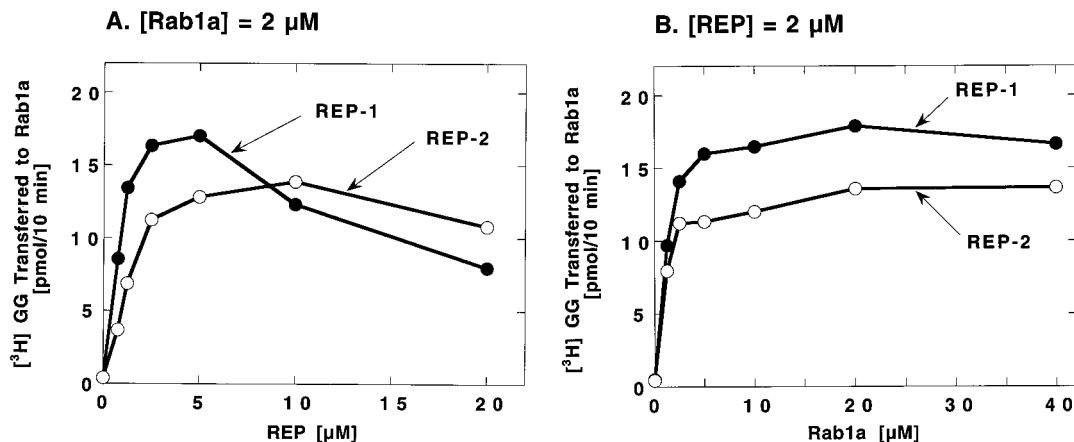 A. [Rab1a] = 2 µM
[³H] GG Transferred to Rab1a
[pmol/10 min]
20
15
10
5
0
REP-1
REP-2
0 5 10 15 20
REP [µM]
B. [REP] = 2 µM
[³H] GG Transferred to Rab1a
[pmol/10 min]
20
15
10
5
0
REP-1
REP-2
0 10 20 30 40
Rab1a [µM]